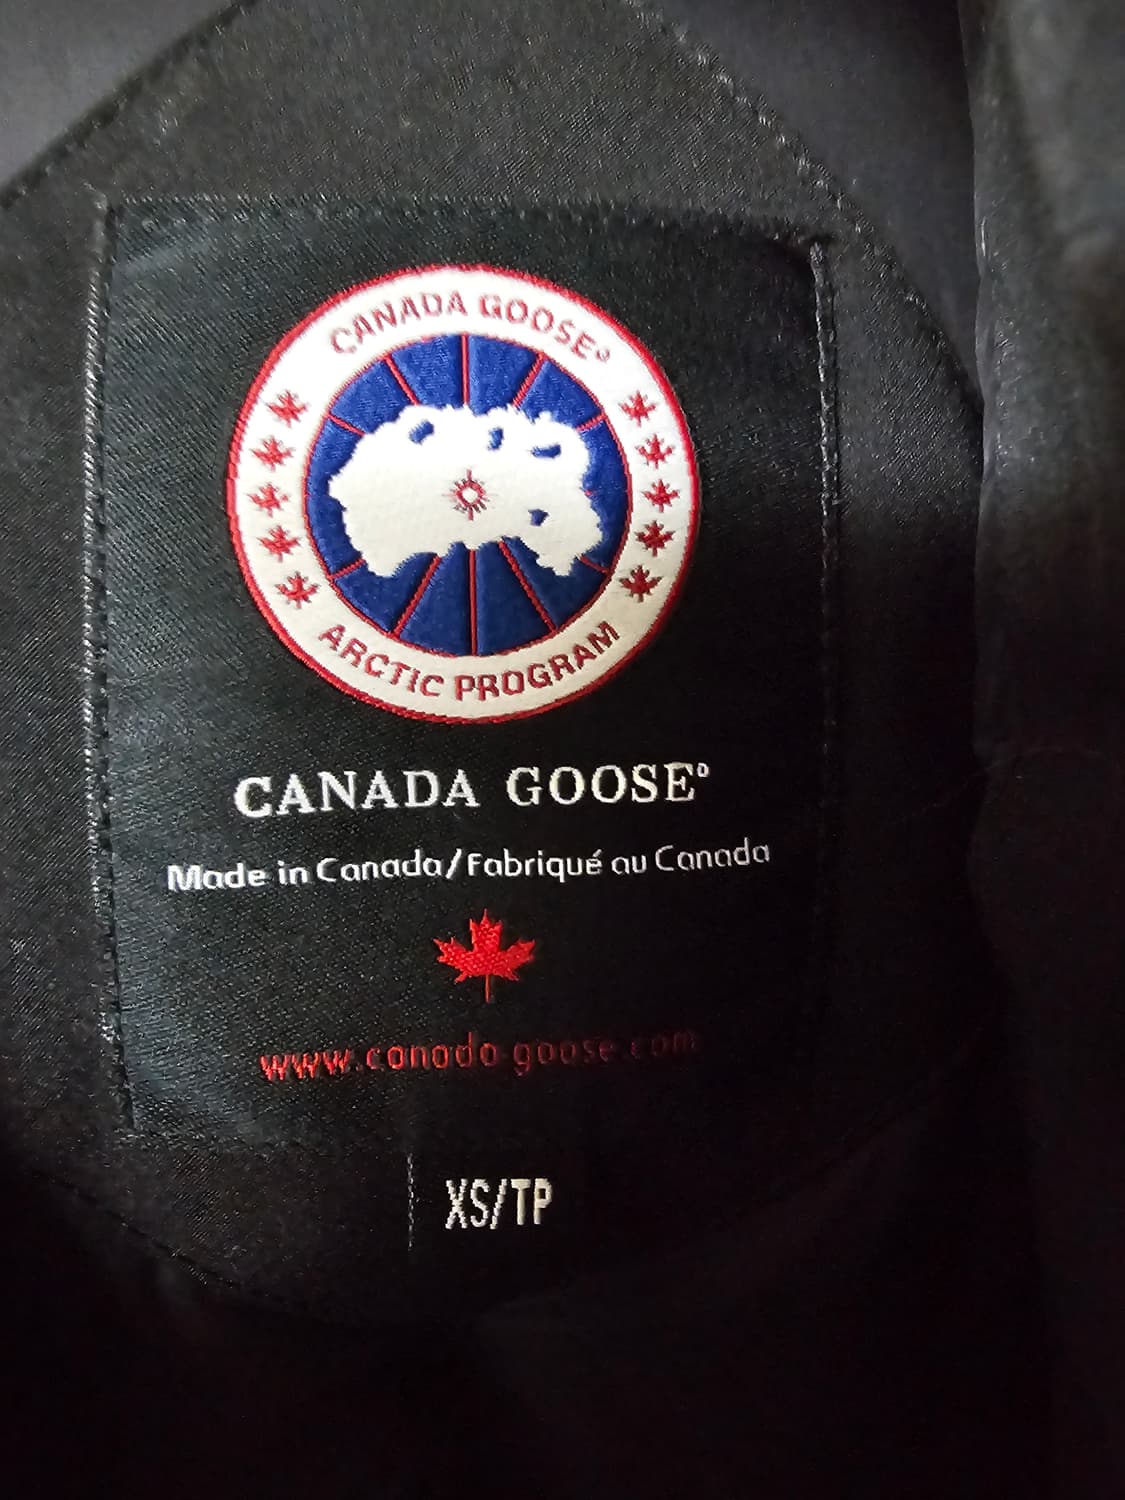 CANADA GOOSE®
ARCTIC PROGRAM
CANADA GOOSE®
Made in Canada/Fabriqué au Canada
www.canada-goose.com
XS/TP